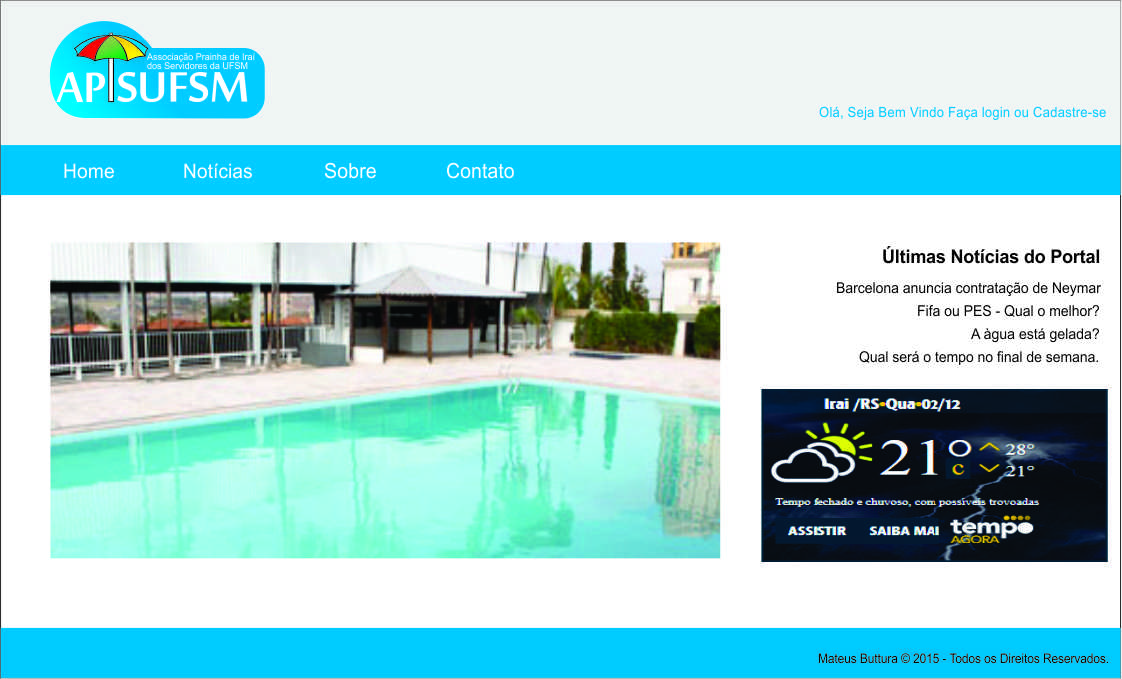 Associação Prainha de Iraí
dos Servidores da UFSM
APISUFSM
Olá, Seja Bem Vindo Faça login ou Cadastre-se
Home Notícias Sobre Contato
Últimas Notícias do Portal
Barcelona anuncia contratação de Neymar
Fifa ou PES - Qual o melhor?
A àgua está gelada?
Qual será o tempo no final de semana.
Irai /RS•Qua•02/12
21° C 28°
21°
Tempo fechado e chuvoso, com possíveis trovoadas
ASSISTIR SAIBA MAI tempo
AGORA
Mateus Buttura © 2015 - Todos os Direitos Reservados.